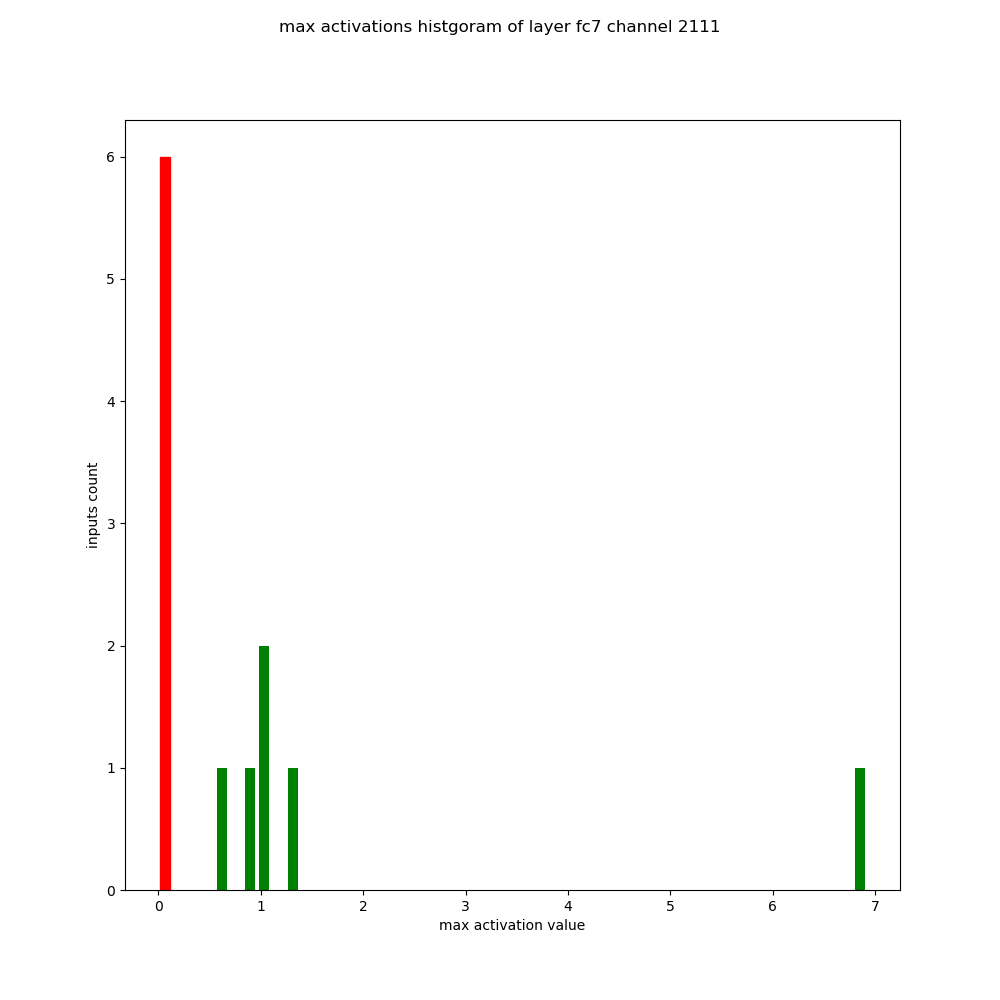 max activations histgoram of layer fc7 channel 2111
6
5
4
3
2
1
0
inputs count
0 1 2 3 4 5 6 7
max activation value